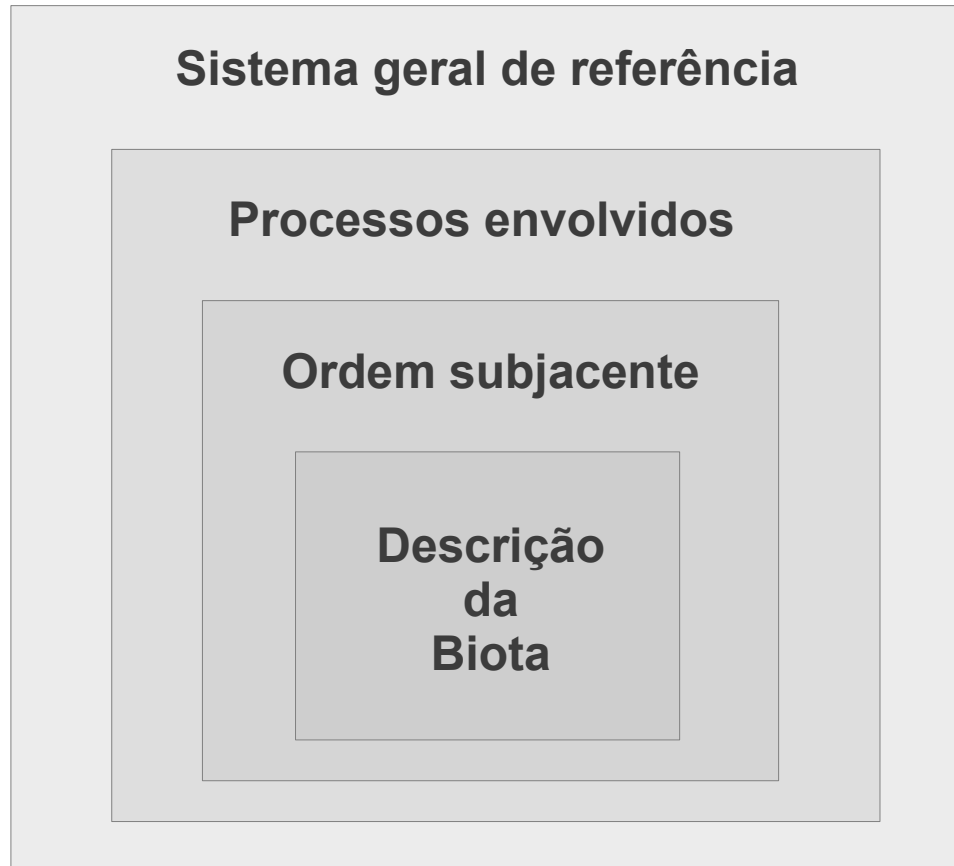 Sistema geral de referência
Processos envolvidos
Ordem subjacente
Descrição
da
Biota